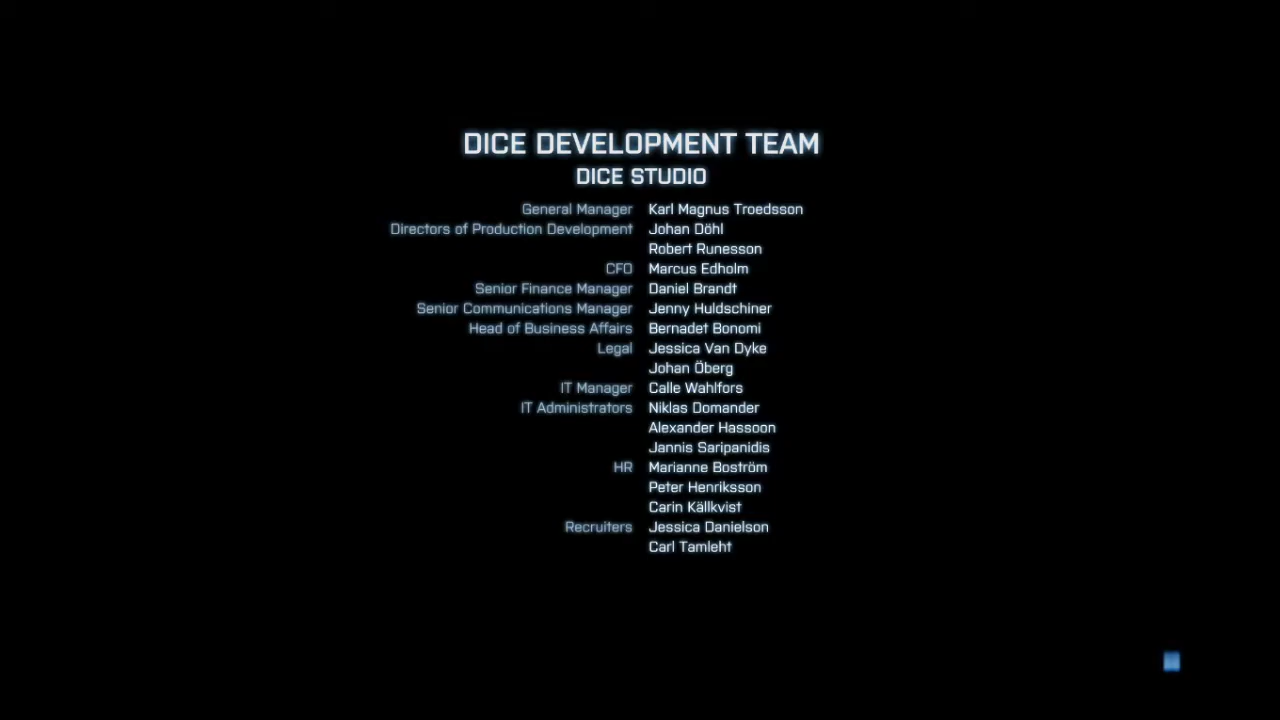 DICE DEVELOPMENT TEAM
DICE STUDIO
General Manager Karl Magnus Troedsson
Directors of Production Development Johan Döhl
Robert Runesson
CFO Marcus Edholm
Senior Finance Manager Daniel Brandt
Senior Communications Manager Jenny Huldschiner
Head of Business Affairs Bernadet Bonomi
Legal Jessica Van Dyke
Johan Öberg
IT Manager Calle Wahlfors
IT Administrators Niklas Domander
Alexander Hassoon
Jannis Saripanidis
HR Marianne Boström
Peter Henriksson
Carin Källkvist
Recruiters Jessica Danielson
Carl Tamleht